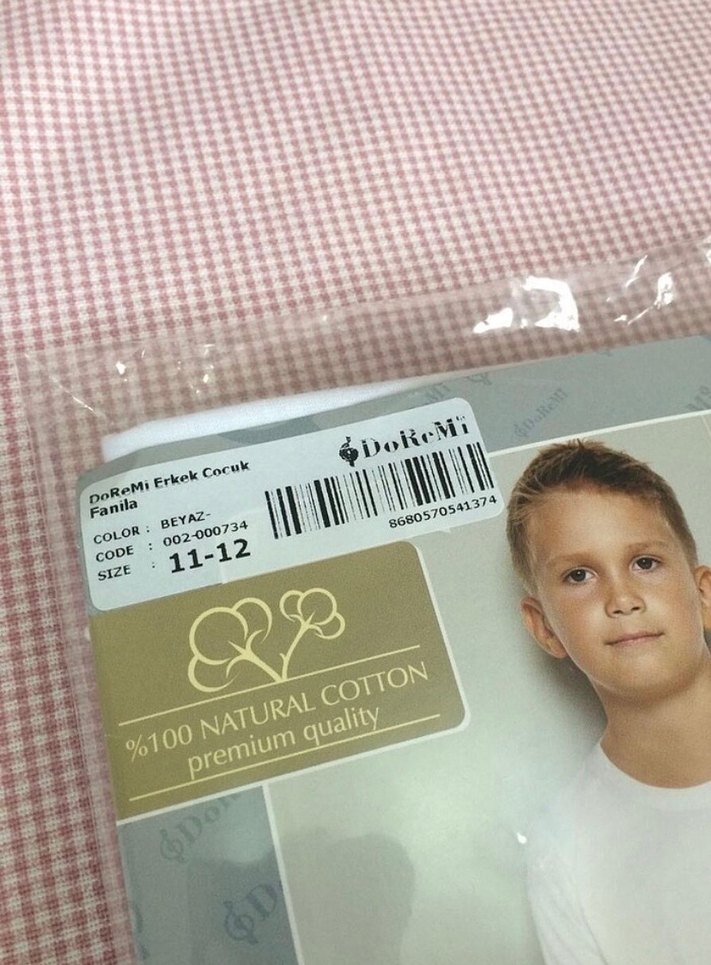 DoReMi
DoReMi Erkek Cocuk
Fanila
COLOR : BEYAZ-
CODE : 002-000734
SIZE : 11-12
8680570541374
%100 NATURAL COTTON
premium quality